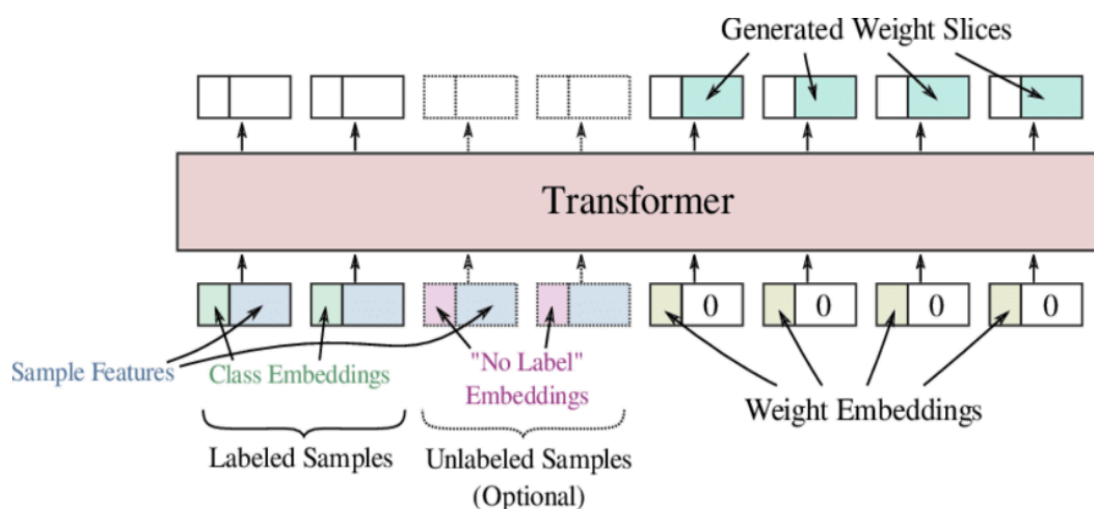 Generated Weight Slices
Transformer
0 0 0 0
Sample Features
Class Embeddings
"No Label"
Embeddings
Weight Embeddings
Labeled Samples
Unlabeled Samples
(Optional)